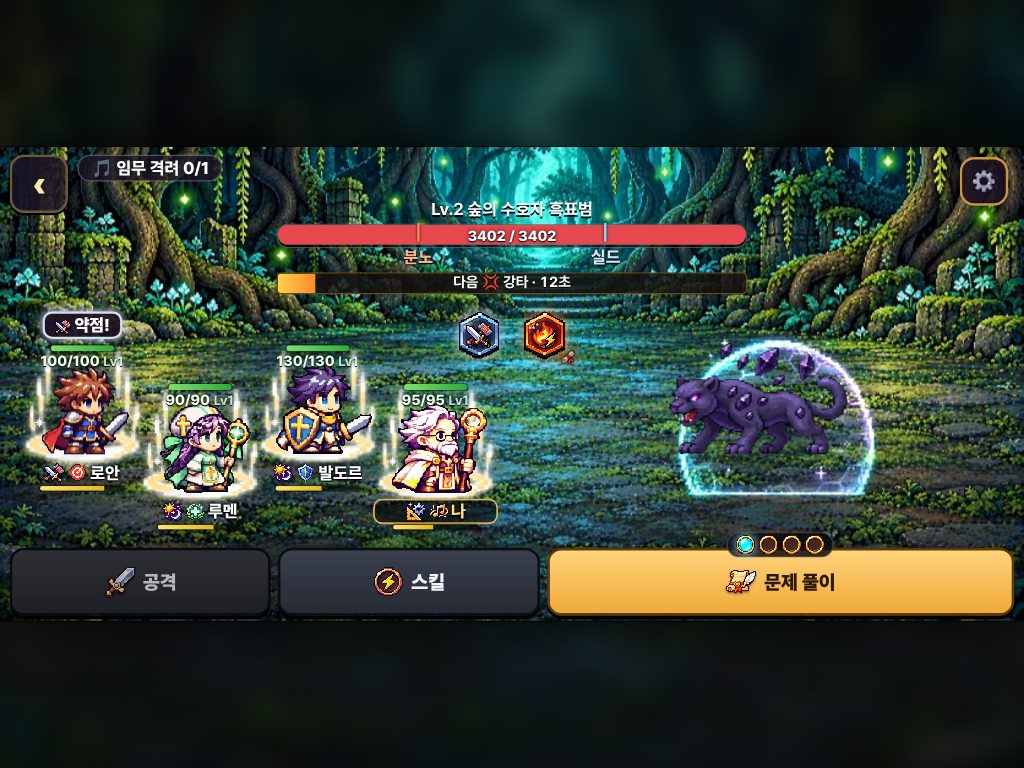 임무 격려 0/1
Lv.2 숲의 수호자 흑표범
3402 / 3402
분노 실드
다음 강타 · 12초
약점!
100/100 Lv1
130/130 Lv1
90/90 Lv1
95/95 Lv1
로안
발도르
루멘
나
공격
스킬
문제 풀이